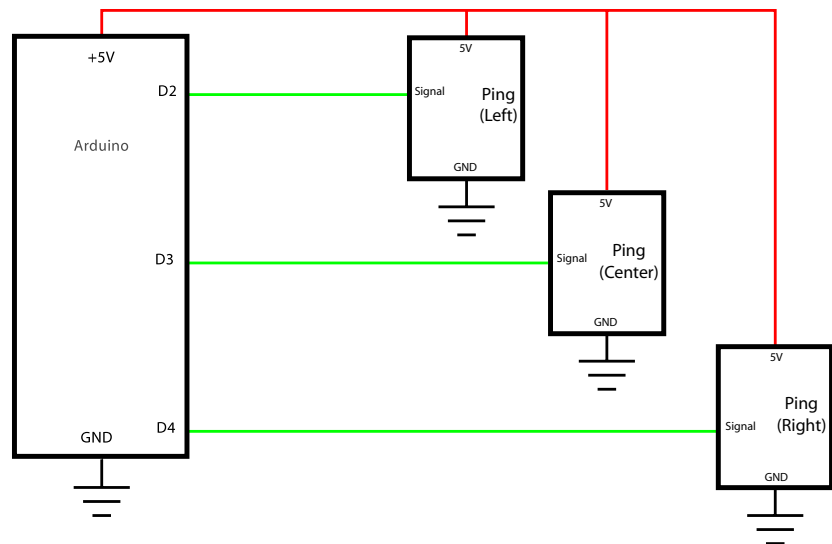 +5V
D2
Arduino
D3
D4
GND
5V
Signal
Ping
(Left)
GND
5V
Signal
Ping
(Center)
GND
5V
Signal
Ping
(Right)
GND